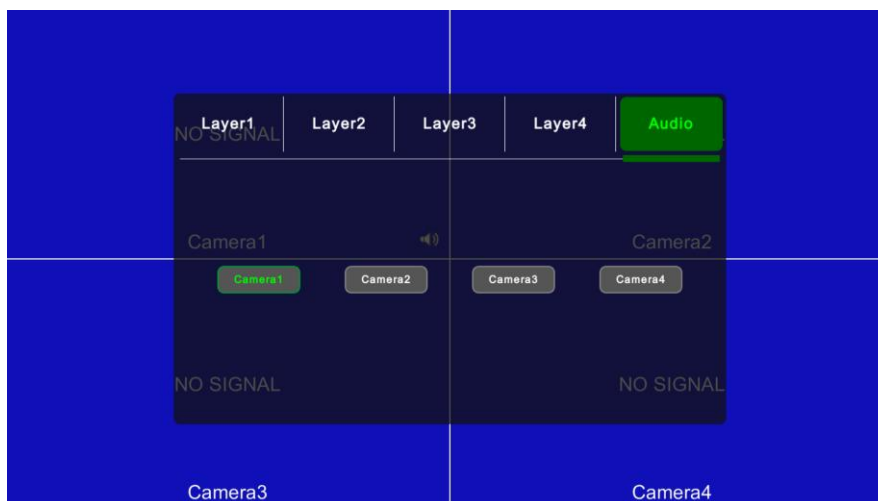 Layer1 Layer2 Layer3 Layer4 Audio
NO SIGNAL
Camera1 Camera2
Camera1 Camera2 Camera3 Camera4
NO SIGNAL NO SIGNAL
Camera3 Camera4